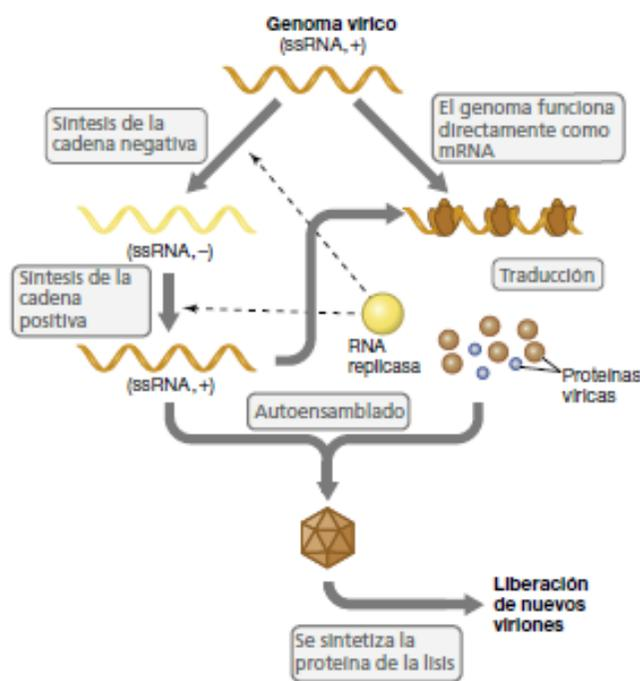 Genoma vírico
(ssRNA, +)
Síntesis de la
cadena negativa
El genoma funciona
directamente como
mRNA
(ssRNA, –)
Síntesis de la
cadena
positiva
Traducción
RNA
replicasa
(ssRNA, +)
Proteínas
víricas
Autoensamblado
Liberación
de nuevos
viriones
Se sintetiza la
proteína de la lisis